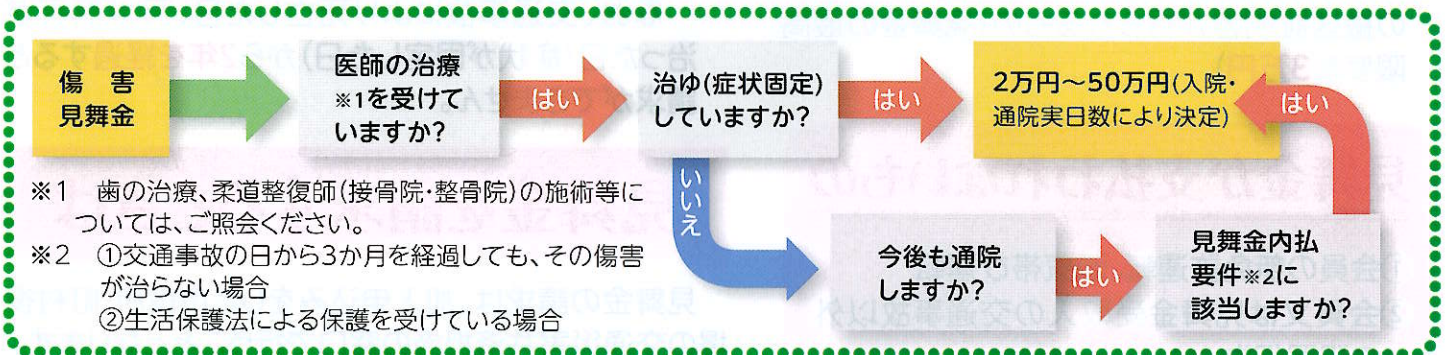 傷　害
見舞金
医師の治療
※1を受けて
いますか?
はい
治ゆ(症状固定)
していますか?
はい
2万円～50万円(入院・
通院実日数により決定)
はい
いいえ
今後も通院
しますか?
はい
見舞金内払
要件※2に
該当しますか?
※1　歯の治療、柔道整復師(接骨院・整骨院)の施術等に
ついては、ご照会ください。
※2　①交通事故の日から3か月を経過しても、その傷害
が治らない場合
②生活保護法による保護を受けている場合